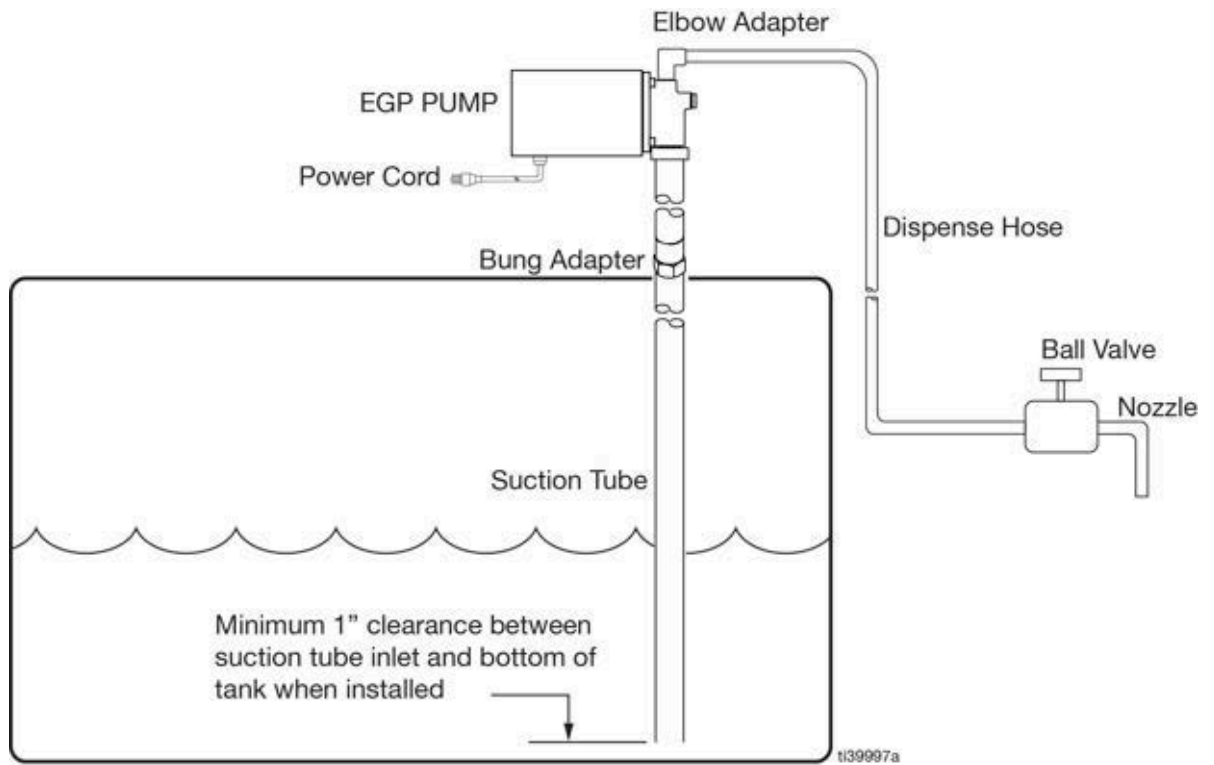 Elbow Adapter
EGP PUMP
Power Cord
Dispense Hose
Bung Adapter
Ball Valve
Nozzle
Suction Tube
Minimum 1” clearance between
suction tube inlet and bottom of
tank when installed
ti39997a